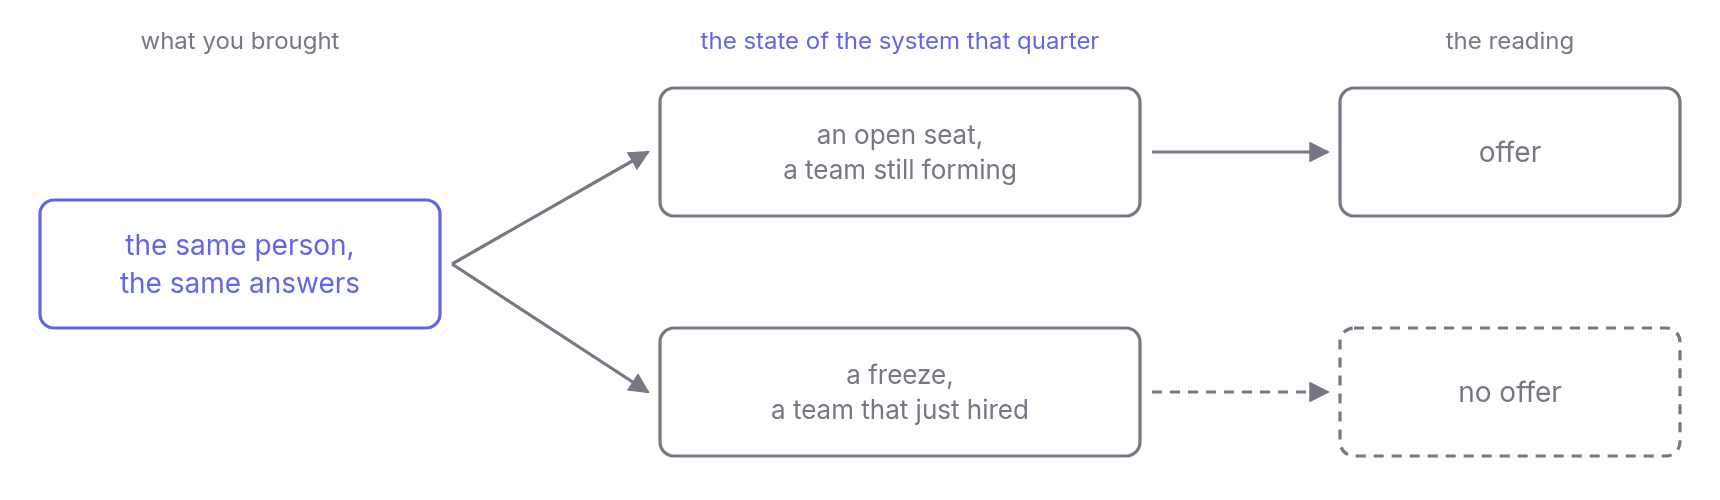 what you brought
the state of the system that quarter
the reading
the same person,
the same answers
an open seat,
a team still forming
offer
a freeze,
a team that just hired
no offer